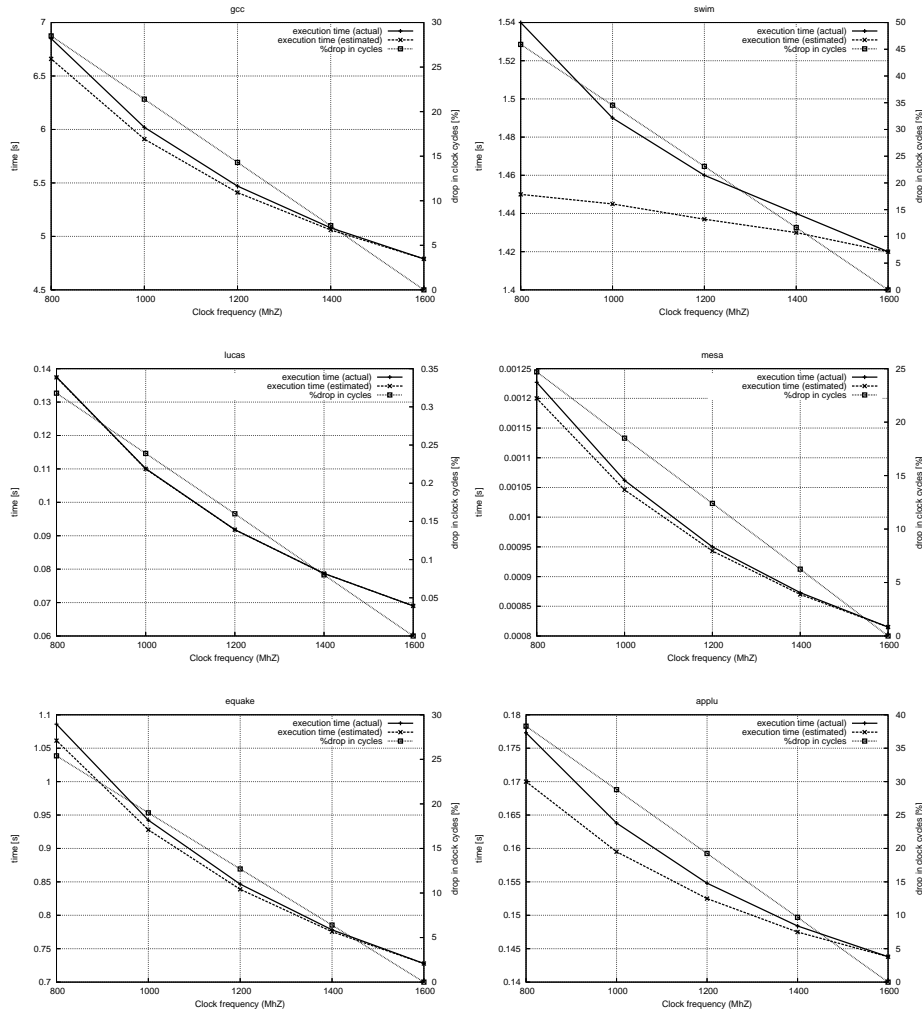 gcc
execution time (actual)
execution time (estimated)
%drop in cycles
7
6.5
6
5.5
5
4.5
time [s]
30
25
20
15
10
5
0
drop in clock cycles [%]
800 1000 1200 1400 1600
Clock frequency (MhZ)
swim
execution time (actual)
execution time (estimated)
%drop in cycles
1.54
1.52
1.5
1.48
1.46
1.44
1.42
1.4
time [s]
50
45
40
35
30
25
20
15
10
5
0
drop in clock cycles [%]
800 1000 1200 1400 1600
Clock frequency (MhZ)
lucas
execution time (actual)
execution time (estimated)
%drop in cycles
0.14
0.13
0.12
0.11
0.1
0.09
0.08
0.07
0.06
time [s]
0.35
0.3
0.25
0.2
0.15
0.1
0.05
0
drop in clock cycles [%]
800 1000 1200 1400 1600
Clock frequency (MhZ)
mesa
execution time (actual)
execution time (estimated)
%drop in cycles
0.00125
0.0012
0.00115
0.0011
0.00105
0.001
0.00095
0.0009
0.00085
0.0008
time [s]
25
20
15
10
5
0
drop in clock cycles [%]
800 1000 1200 1400 1600
Clock frequency (MhZ)
equake
execution time (actual)
execution time (estimated)
%drop in cycles
1.1
1.05
1
0.95
0.9
0.85
0.8
0.75
0.7
time [s]
30
25
20
15
10
5
0
drop in clock cycles [%]
800 1000 1200 1400 1600
Clock frequency (MhZ)
applu
execution time (actual)
execution time (estimated)
%drop in cycles
0.18
0.175
0.17
0.165
0.16
0.155
0.15
0.145
0.14
time [s]
40
35
30
25
20
15
10
5
0
drop in clock cycles [%]
800 1000 1200 1400 1600
Clock frequency (MhZ)